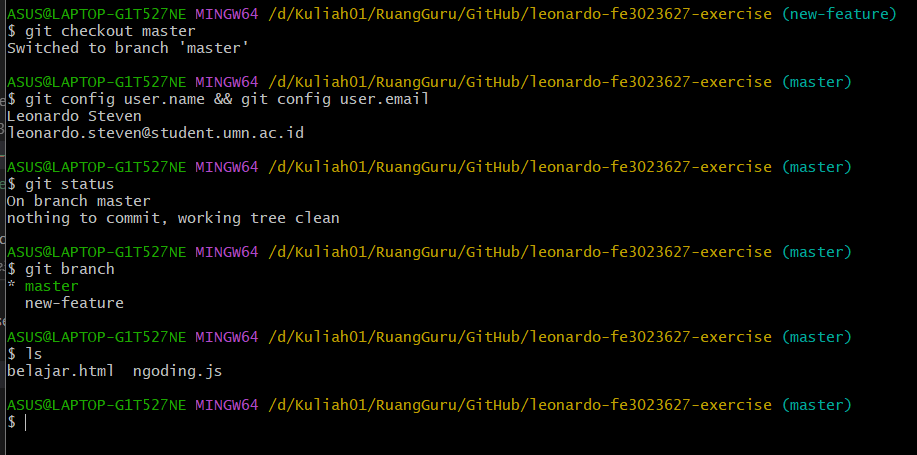 ASUS@LAPTOP-G1T527NE MINGW64 /d/Kuliah01/RuangGuru/GitHub/leonardo-fe3023627-exercise (new-feature)
$ git checkout master
Switched to branch 'master'
ASUS@LAPTOP-G1T527NE MINGW64 /d/Kuliah01/RuangGuru/GitHub/leonardo-fe3023627-exercise (master)
$ git config user.name && git config user.email
Leonardo Steven
leonardo.steven@student.umn.ac.id
ASUS@LAPTOP-G1T527NE MINGW64 /d/Kuliah01/RuangGuru/GitHub/leonardo-fe3023627-exercise (master)
$ git status
On branch master
nothing to commit, working tree clean
ASUS@LAPTOP-G1T527NE MINGW64 /d/Kuliah01/RuangGuru/GitHub/leonardo-fe3023627-exercise (master)
$ git branch
* master
  new-feature
ASUS@LAPTOP-G1T527NE MINGW64 /d/Kuliah01/RuangGuru/GitHub/leonardo-fe3023627-exercise (master)
$ ls
belajar.html  ngoding.js
ASUS@LAPTOP-G1T527NE MINGW64 /d/Kuliah01/RuangGuru/GitHub/leonardo-fe3023627-exercise (master)
$